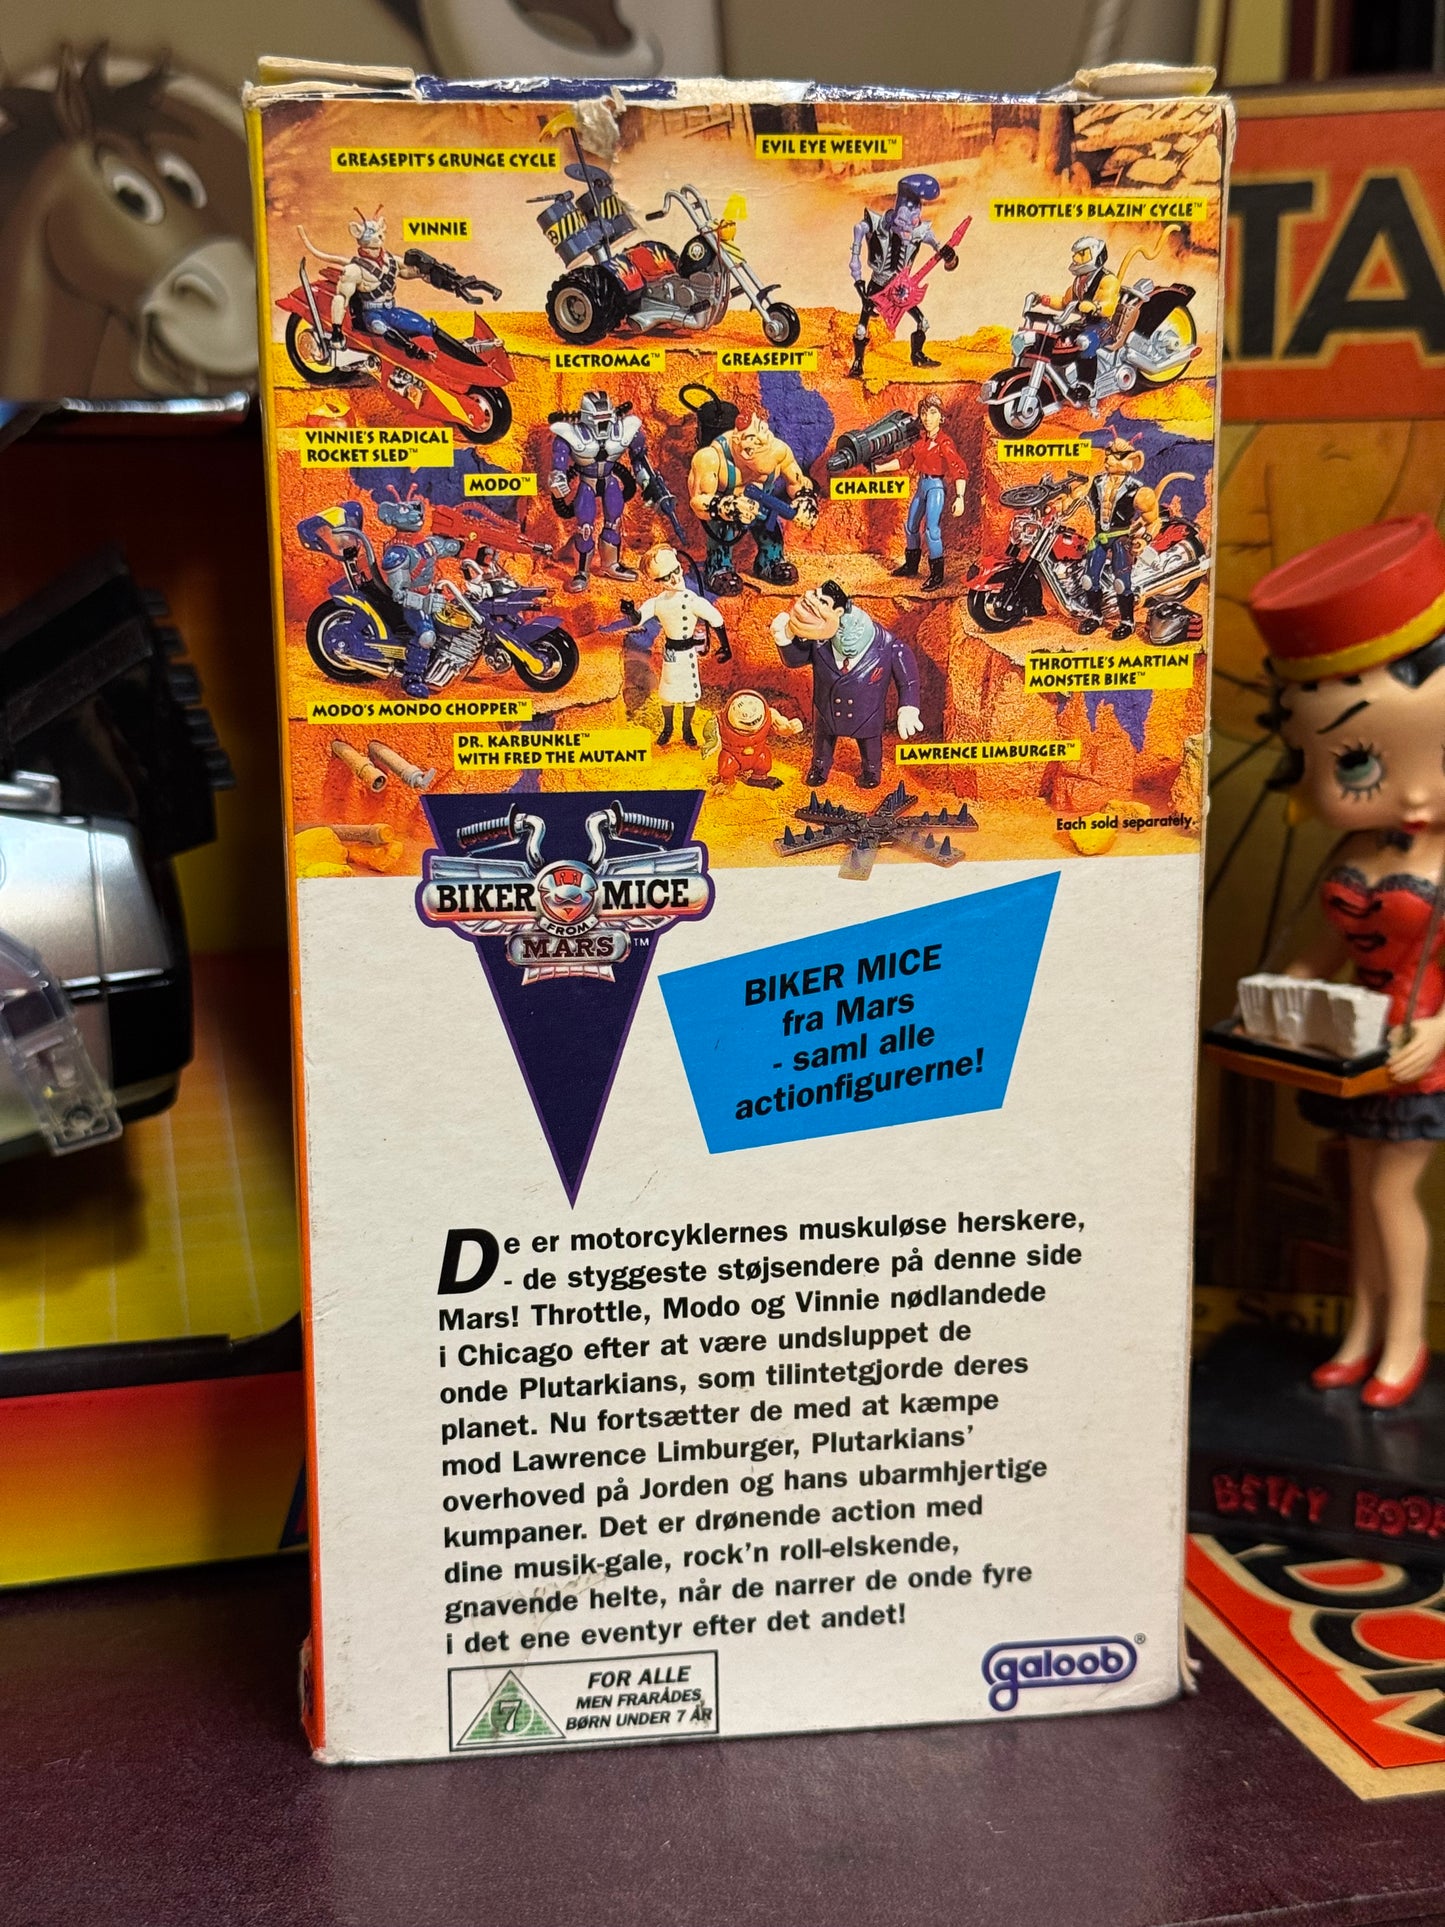 GREASEPIT'S GRUNGE CYCLE
EVIL EYE WEEVIL™
VINNIE
THROTTLE'S BLAZIN' CYCLE™
LECTROMAG™
GREASEPIT™
VINNIE'S RADICAL
ROCKET SLED™
MODO™
CHARLEY
THROTTLE™
THROTTLE'S MARTIAN
MONSTER BIKE™
MODO'S MONDO CHOPPER™
DR. KARBUNKLE™
WITH FRED THE MUTANT
LAWRENCE LIMBURGER™
Each sold separately.
BIKER MICE
FROM
MARS™
BIKER MICE
fra Mars
- saml alle
actionfigurerne!
De er motorcyklernes muskuløse herskere,
- de styggeste støjsendere på denne side
Mars! Throttle, Modo og Vinnie nødlandede
i Chicago efter at være undsluppet de
onde Plutarkians, som tilintetgjorde deres
planet. Nu fortsætter de med at kæmpe
mod Lawrence Limburger, Plutarkians'
overhoved på Jorden og hans ubarmhjertige
kumpaner. Det er drønende action med
dine musik-gale, rock'n roll-elskende,
gnavende helte, når de narrer de onde fyre
i det ene eventyr efter det andet!
7
FOR ALLE
MEN FRARÅDES
BØRN UNDER 7 ÅR
galoob®
TA
BETTY BOOP